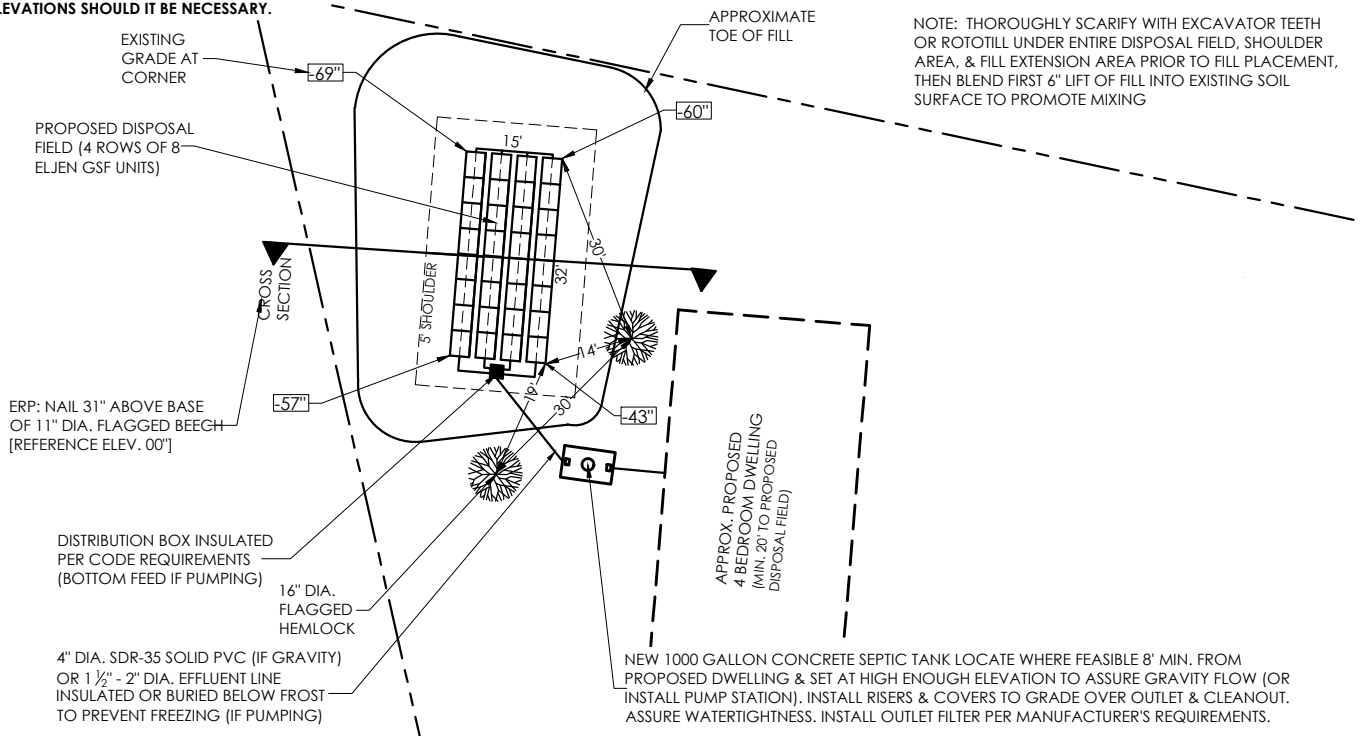 LEVATIONS SHOULD IT BE NECESSARY.
EXISTING
GRADE AT
CORNER
-69"
APPROXIMATE
TOE OF FILL
NOTE: THOROUGHLY SCARIFY WITH EXCAVATOR TEETH
OR ROTOTILL UNDER ENTIRE DISPOSAL FIELD, SHOULDER
AREA, & FILL EXTENSION AREA PRIOR TO FILL PLACEMENT,
THEN BLEND FIRST 6" LIFT OF FILL INTO EXISTING SOIL
SURFACE TO PROMOTE MIXING
-60"
PROPOSED DISPOSAL
FIELD (4 ROWS OF 8
ELJEN GSF UNITS)
15'
30'
32'
5' SHOULDER
CROSS
SECTION
14'
19'
30'
-57"
-43"
ERP: NAIL 31" ABOVE BASE
OF 11" DIA. FLAGGED BEECH
[REFERENCE ELEV. 00"]
APPROX. PROPOSED
4 BEDROOM DWELLING
(MIN. 20' TO PROPOSED
DISPOSAL FIELD)
DISTRIBUTION BOX INSULATED
PER CODE REQUIREMENTS
(BOTTOM FEED IF PUMPING)
16" DIA.
FLAGGED
HEMLOCK
4" DIA. SDR-35 SOLID PVC (IF GRAVITY)
OR 1 1/2" - 2" DIA. EFFLUENT LINE
INSULATED OR BURIED BELOW FROST
TO PREVENT FREEZING (IF PUMPING)
NEW 1000 GALLON CONCRETE SEPTIC TANK LOCATE WHERE FEASIBLE 8' MIN. FROM
PROPOSED DWELLING & SET AT HIGH ENOUGH ELEVATION TO ASSURE GRAVITY FLOW (OR
INSTALL PUMP STATION). INSTALL RISERS & COVERS TO GRADE OVER OUTLET & CLEANOUT.
ASSURE WATERTIGHTNESS. INSTALL OUTLET FILTER PER MANUFACTURER'S REQUIREMENTS.